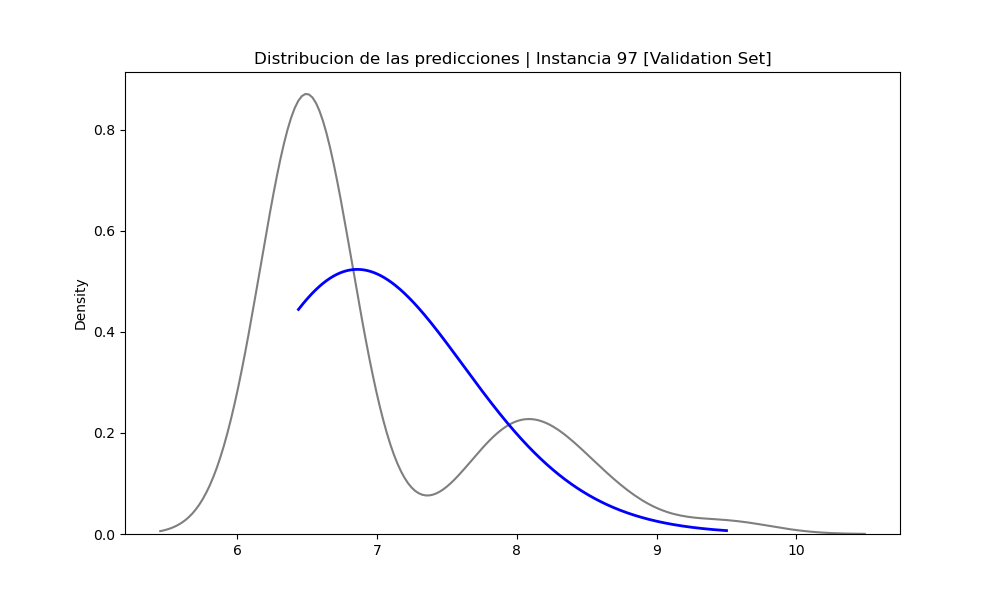 Distribucion de las predicciones | Instancia 97 [Validation Set]
Density
0.8
0.6
0.4
0.2
0.0
6 7 8 9 10